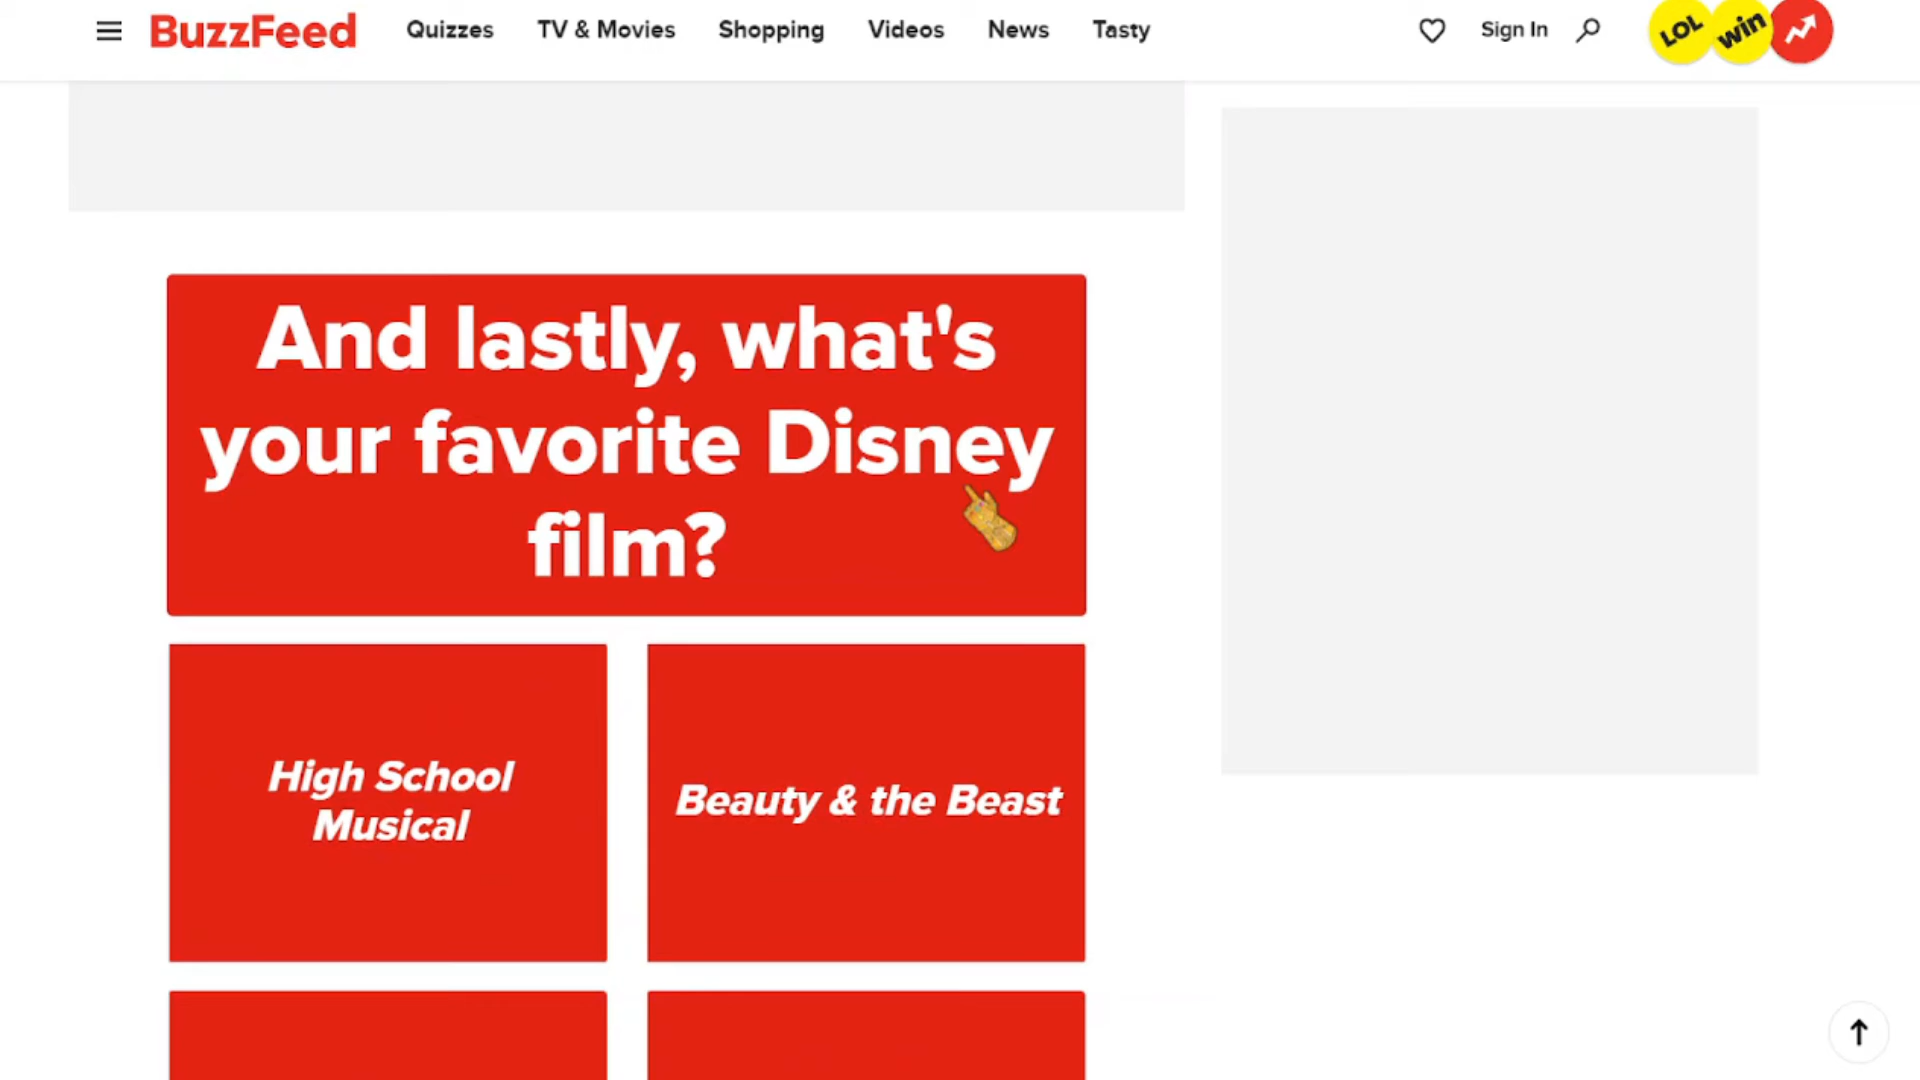 BuzzFeed Quizzes TV & Movies Shopping Videos News Tasty Sign In LOL win
And lastly, what's
your favorite Disney
film?
High School
Musical
Beauty & the Beast